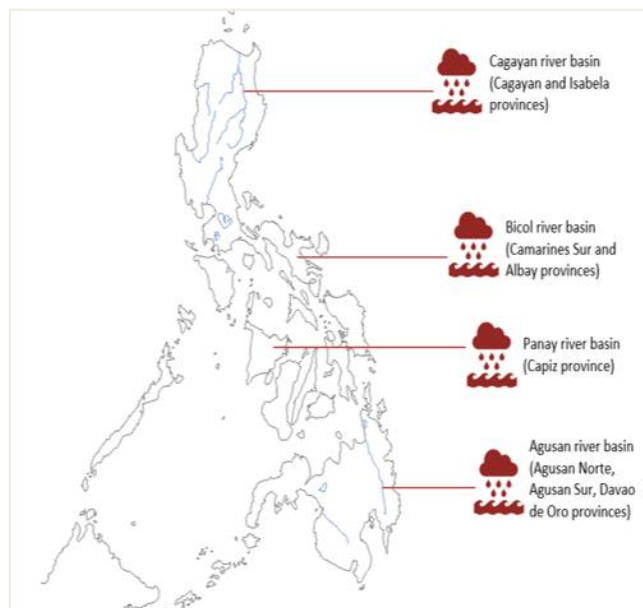 Cagayan river basin
(Cagayan and Isabela
provinces)
Bicol river basin
(Camarines Sur and
Albay provinces)
Panay river basin
(Capiz province)
Agusan river basin
(Agusan Norte,
Agusan Sur, Davao
de Oro provinces)